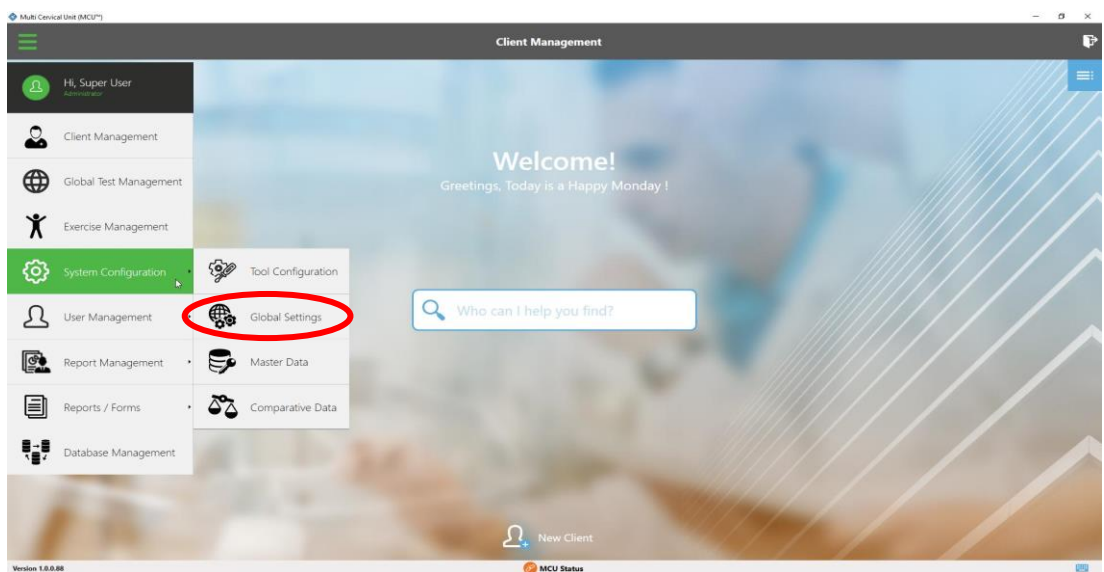 Multi Cervical Unit (MCU™)
Client Management
Hi, Super User
Administrator
Client Management
Global Test Management
Exercise Management
System Configuration
User Management
Report Management
Reports / Forms
Database Management
Tool Configuration
Global Settings
Master Data
Comparative Data
Welcome!
Greetings, Today is a Happy Monday !
Who can I help you find?
New Client
Version 1.0.0.88
MCU Status